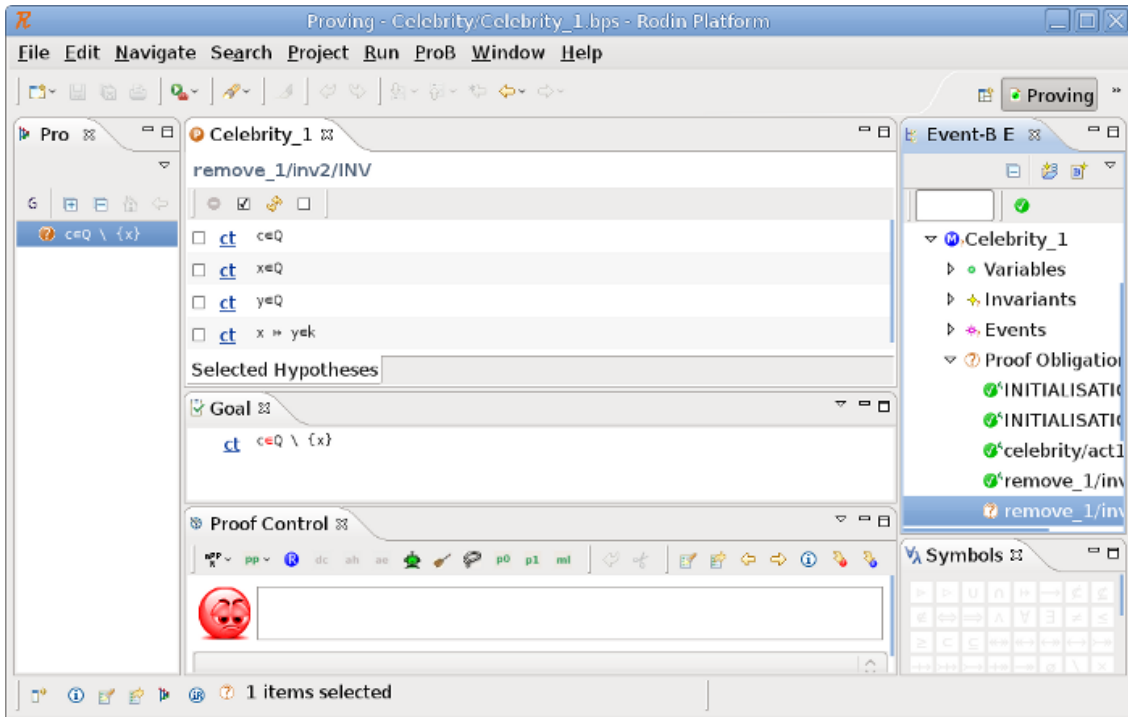 Proving - Celebrity/Celebrity_1.bps - Rodin Platform
File Edit Navigate Search Project Run ProB Window Help
Proving
Pro
Celebrity_1
Event-B E
remove_1/inv2/INV
G
c∈Q \ {x}
ct c∈Q
ct x∈Q
ct y∈Q
ct x ↦ y∈k
Selected Hypotheses
Celebrity_1
Variables
Invariants
Events
Proof Obligation
INITIALISATIO
INITIALISATIO
celebrity/act1
remove_1/inv
remove_1/inv
Goal
ct c∈Q \ {x}
Proof Control
nPP R pp R dc ah ae p0 p1 ml
Symbols
1 items selected